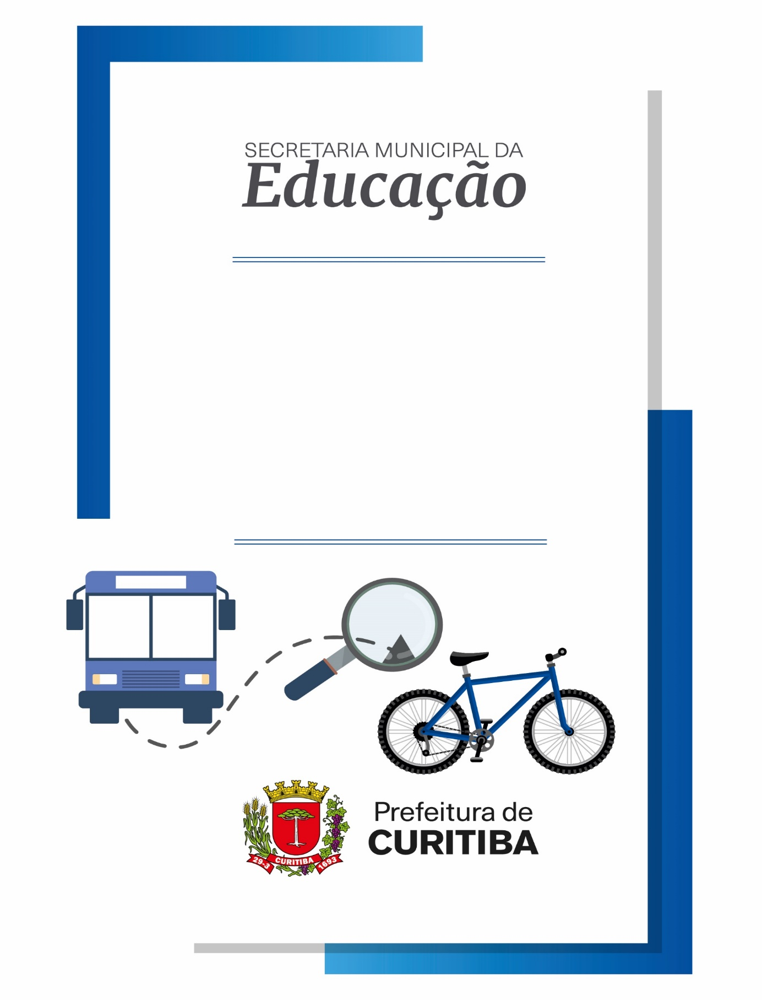 SECRETARIA MUNICIPAL DA
Educação
Prefeitura de
CURITIBA
29-3 CURITIBA 1693